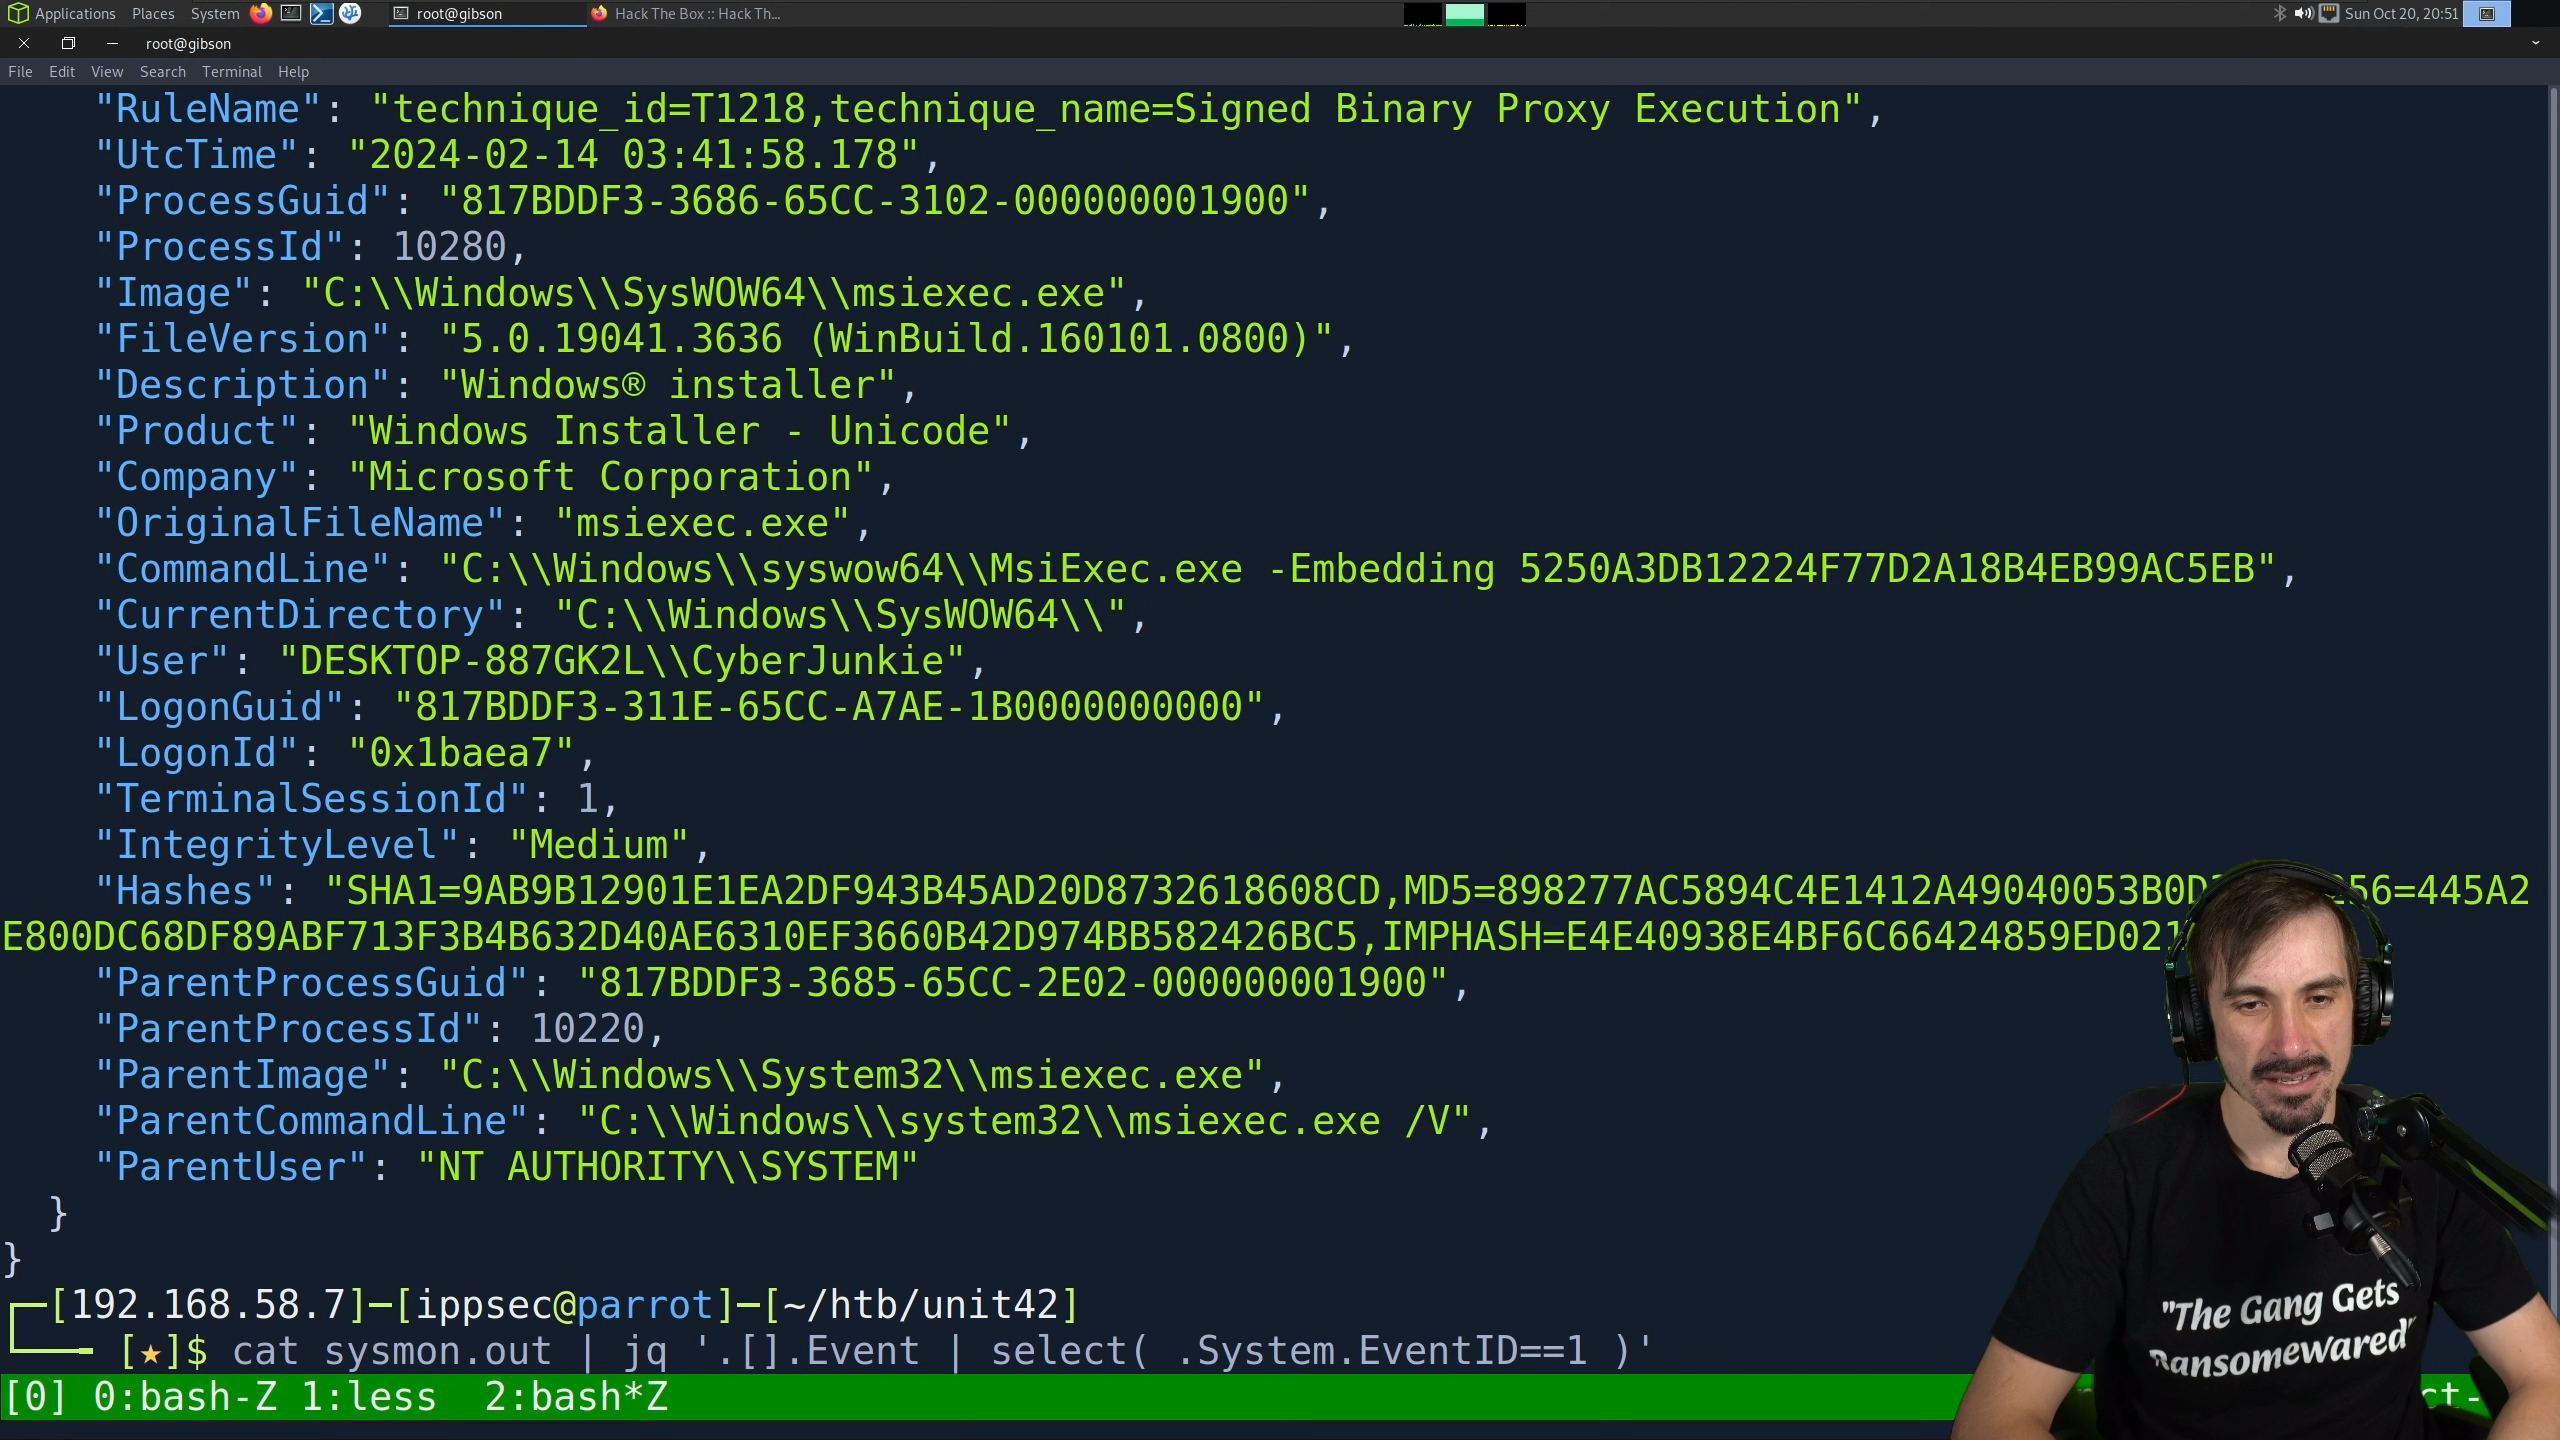 Applications Places System root@gibson Hack The Box :: Hack Th... Sun Oct 20, 20:51
root@gibson
File Edit View Search Terminal Help
"RuleName": "technique_id=T1218,technique_name=Signed Binary Proxy Execution",
"UtcTime": "2024-02-14 03:41:58.178",
"ProcessGuid": "817BDDF3-3686-65CC-3102-000000001900",
"ProcessId": 10280,
"Image": "C:\\Windows\\SysWOW64\\msiexec.exe",
"FileVersion": "5.0.19041.3636 (WinBuild.160101.0800)",
"Description": "Windows® installer",
"Product": "Windows Installer - Unicode",
"Company": "Microsoft Corporation",
"OriginalFileName": "msiexec.exe",
"CommandLine": "C:\\Windows\\syswow64\\MsiExec.exe -Embedding 5250A3DB12224F77D2A18B4EB99AC5EB",
"CurrentDirectory": "C:\\Windows\\SysWOW64\\",
"User": "DESKTOP-887GK2L\\CyberJunkie",
"LogonGuid": "817BDDF3-311E-65CC-A7AE-1B0000000000",
"LogonId": "0x1baea7",
"TerminalSessionId": 1,
"IntegrityLevel": "Medium",
"Hashes": "SHA1=9AB9B12901E1EA2DF943B45AD20D8732618608CD,MD5=898277AC5894C4E1412A49040053B0D 56=445A2
E800DC68DF89ABF713F3B4B632D40AE6310EF3660B42D974BB582426BC5,IMPHASH=E4E40938E4BF6C66424859ED02
"ParentProcessGuid": "817BDDF3-3685-65CC-2E02-000000001900",
"ParentProcessId": 10220,
"ParentImage": "C:\\Windows\\System32\\msiexec.exe",
"ParentCommandLine": "C:\\Windows\\system32\\msiexec.exe /V",
"ParentUser": "NT AUTHORITY\\SYSTEM"
}
}
[192.168.58.7]─[ippsec@parrot]─[~/htb/unit42]
[★]$ cat sysmon.out | jq '.[].Event | select( .System.EventID==1 )'
[0] 0:bash-Z 1:less 2:bash*Z ct-
"The Gang Gets
Ransomewared"